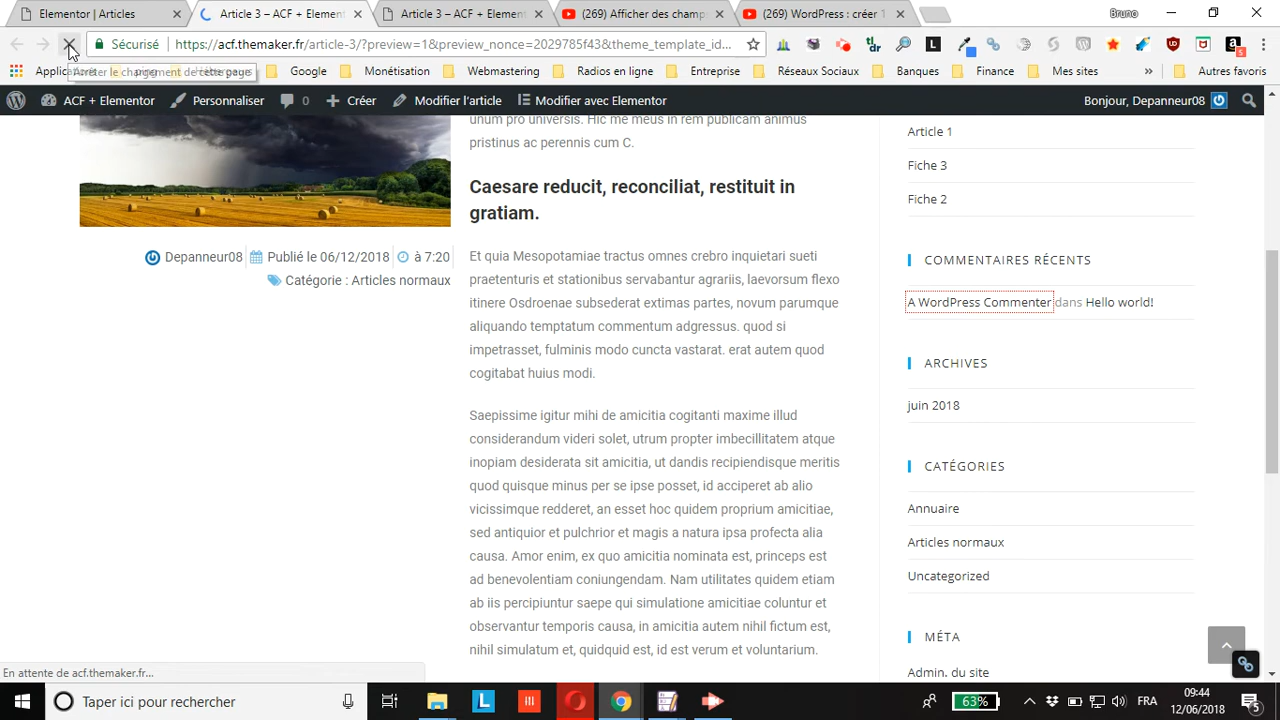 Elementor | Articles
Article 3 – ACF + Element
Article 3 – ACF + Element
(269) Afficher des champ
(269) WordPress : créer 1
Bruno
Sécurisé
https://acf.themaker.fr/article-3/?preview=1&preview_nonce=2029785f43&theme_template_id...
Arrêter le chargement de cette page
Google
Monétisation
Webmastering
Radios en ligne
Entreprise
Réseaux Sociaux
Banques
Finance
Mes sites
»
Autres favoris
ACF + Elementor
Personnaliser
0
Créer
Modifier l'article
Modifier avec Elementor
Bonjour, Depanneur08
unum pro universis. Hic me meus in rem publicam animus
pristinus ac perennis cum C.
Caesare reducit, reconciliat, restituit in
gratiam.
Depanneur08
Publié le 06/12/2018
à 7:20
Catégorie : Articles normaux
Et quia Mesopotamiae tractus omnes crebro inquietari sueti
praetenturis et stationibus servabantur agrariis, laevorsum flexo
itinere Osdroenae subsederat extimas partes, novum parumque
aliquando temptatum commentum adgressus. quod si
impetrasset, fulminis modo cuncta vastarat. erat autem quod
cogitabat huius modi.
Saepissime igitur mihi de amicitia cogitanti maxime illud
considerandum videri solet, utrum propter imbecillitatem atque
inopiam desiderata sit amicitia, ut dandis recipiendisque meritis
quod quisque minus per se ipse posset, id acciperet ab alio
vicissimque redderet, an esset hoc quidem proprium amicitiae,
sed antiquior et pulchrior et magis a natura ipsa profecta alia
causa. Amor enim, ex quo amicitia nominata est, princeps est
ad benevolentiam coniungendam. Nam utilitates quidem etiam
ab iis percipiuntur saepe qui simulatione amicitiae coluntur et
observantur temporis causa, in amicitia autem nihil fictum est,
nihil simulatum et, quidquid est, id est verum et voluntarium.
Article 1
Fiche 3
Fiche 2
COMMENTAIRES RÉCENTS
A WordPress Commenter dans Hello world!
ARCHIVES
juin 2018
CATÉGORIES
Annuaire
Articles normaux
Uncategorized
MÉTA
Admin. du site
En attente de acf.themaker.fr...
Taper ici pour rechercher
63%
FRA
09:44
12/06/2018
5